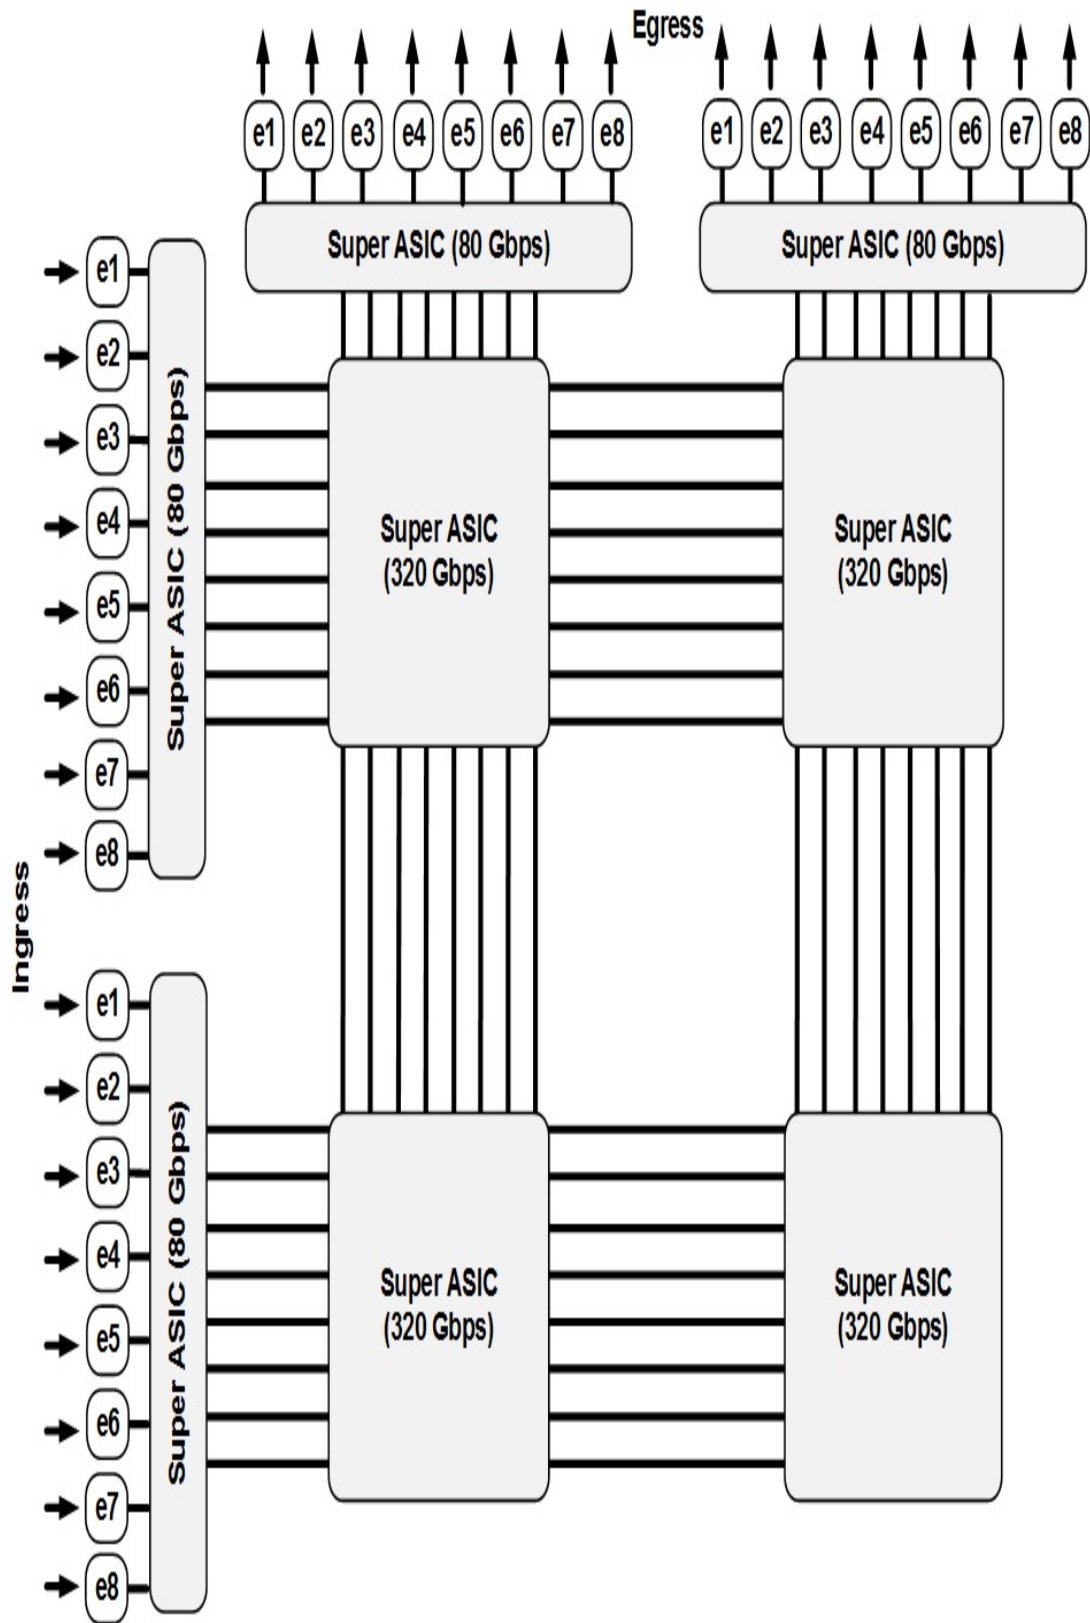 Egress
e1 e2 e3 e4 e5 e6 e7 e8
e1 e2 e3 e4 e5 e6 e7 e8
Super ASIC (80 Gbps)
Super ASIC (80 Gbps)
Ingress
e1
e2
e3
e4
e5
e6
e7
e8
Super ASIC (80 Gbps)
Super ASIC
(320 Gbps)
Super ASIC
(320 Gbps)
e1
e2
e3
e4
e5
e6
e7
e8
Super ASIC (80 Gbps)
Super ASIC
(320 Gbps)
Super ASIC
(320 Gbps)